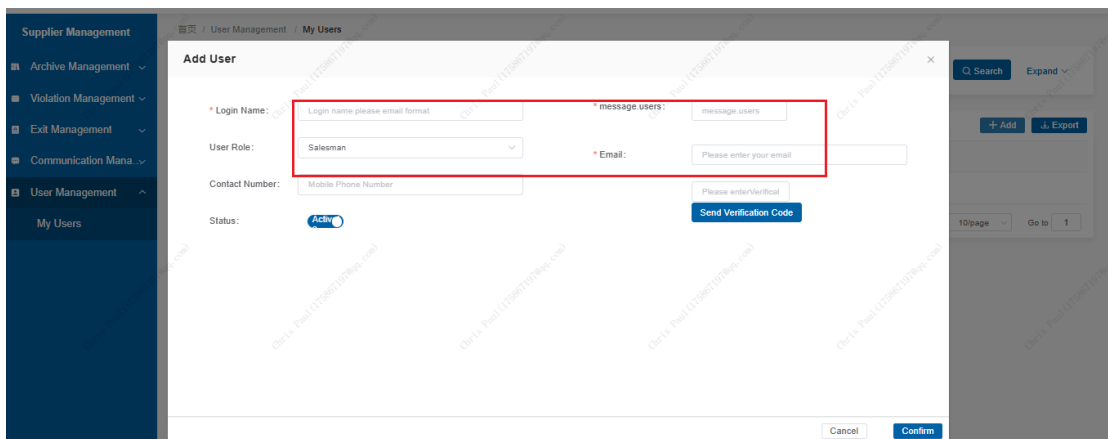 Supplier Management
首页 / User Management / My Users
Archive Management
Violation Management
Exit Management
Communication Mana..
User Management
My Users
Add User
* Login Name:
Login name please email format
* message.users:
message.users
User Role:
Salesman
* Email:
Please enter your email
Contact Number:
Mobile Phone Number
Please enterVerificat
Send Verification Code
Status:
Active
Search
Expand
+ Add
Export
10/page
Go to
1
Cancel
Confirm